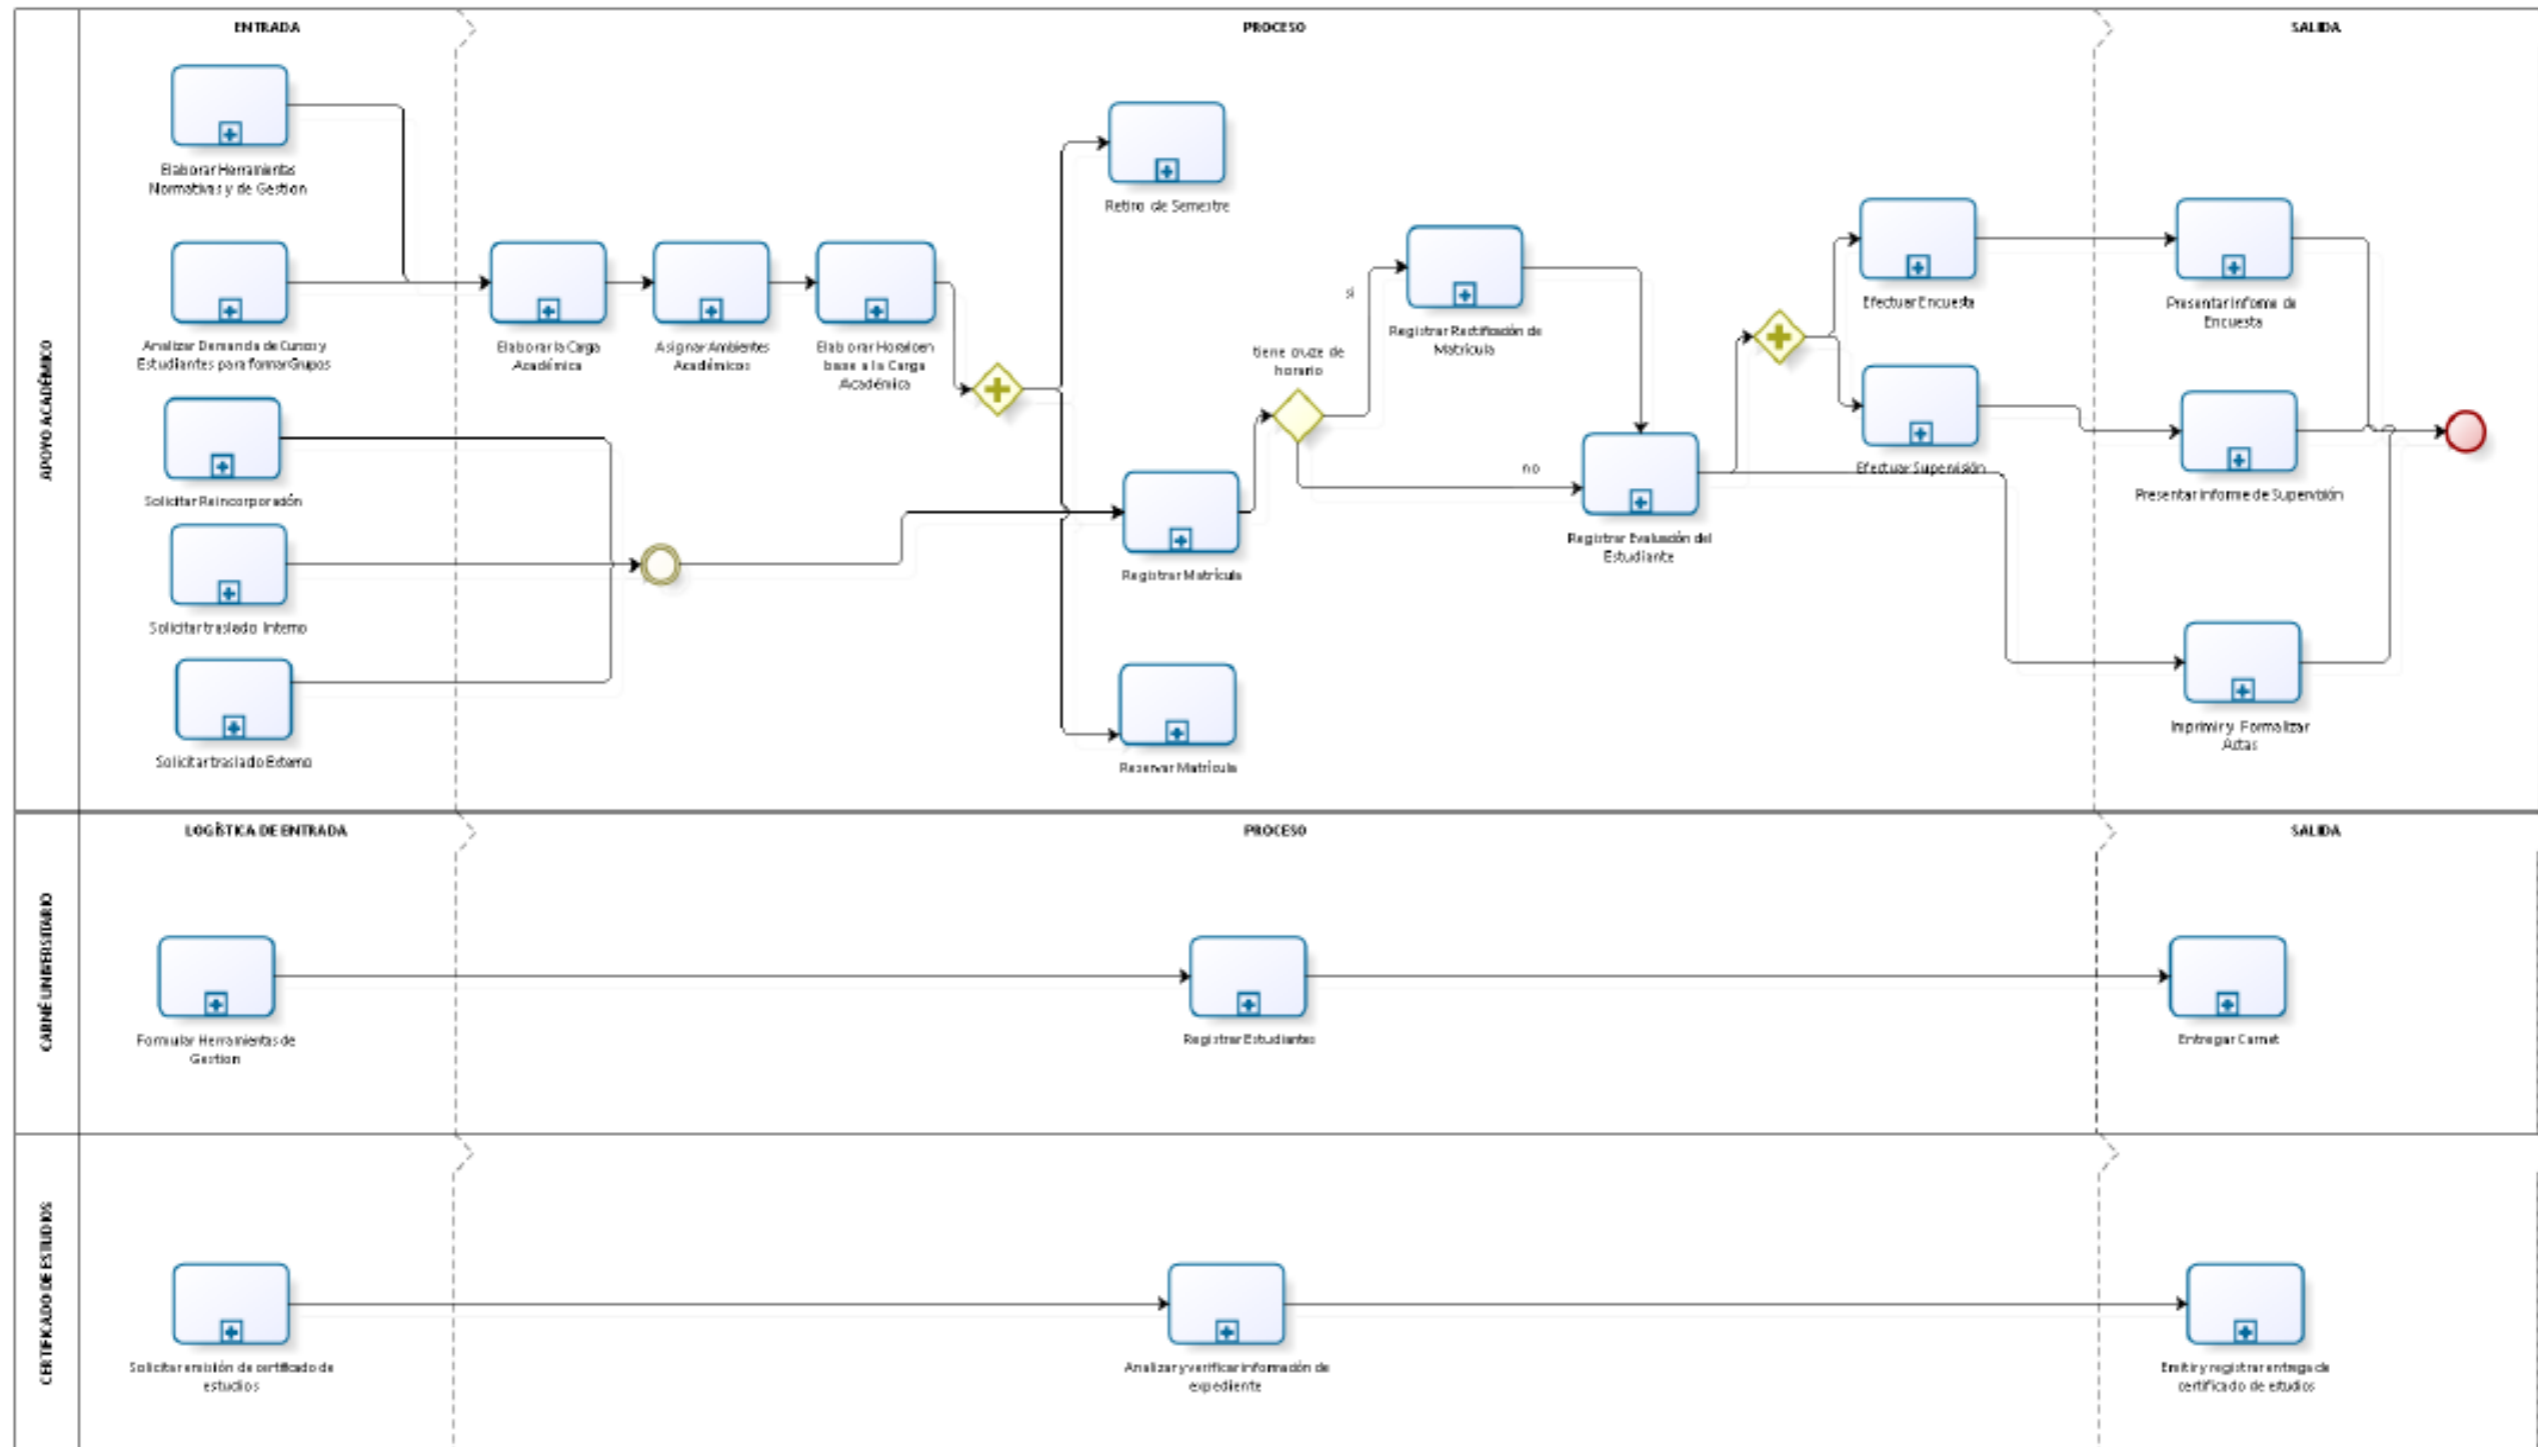 ENTRADA
PROCESO
SALIDA
APOYO ACADÉMICO
Elaborar Herramientas
Normativas y de Gestion
Analizar Demanda de Cursos y
Estudiantes para formar Grupos
Solicitar Reincorporación
Solicitar traslado Interno
Solicitar traslado Externo
Elaborar la Carga
Académica
Asignar Ambientes
Académicos
Elaborar Horario en
base a la Carga
Académica
Retiro de Semestre
Registrar Matrícula
Reservar Matrícula
tiene cruze de
horario
si
no
Registrar Rectificación de
Matrícula
Registrar Evaluación del
Estudiante
Efectuar Encuesta
Efectuar Supervisión
Presentar informe de
Encuesta
Presentar informe de Supervisión
Imprimir y Formalizar
Actas
LOGÍSTICA DE ENTRADA
PROCESO
SALIDA
CARNÉ UNIVERSITARIO
Formular Herramientas de
Gestion
Registrar Estudiantes
Entregar Carnet
CERTIFICADO DE ESTUDIOS
Solicitar emisión de certificado de
estudios
Analizar y verificar información de
expediente
Emitir y registrar entrega de
certificado de estudios